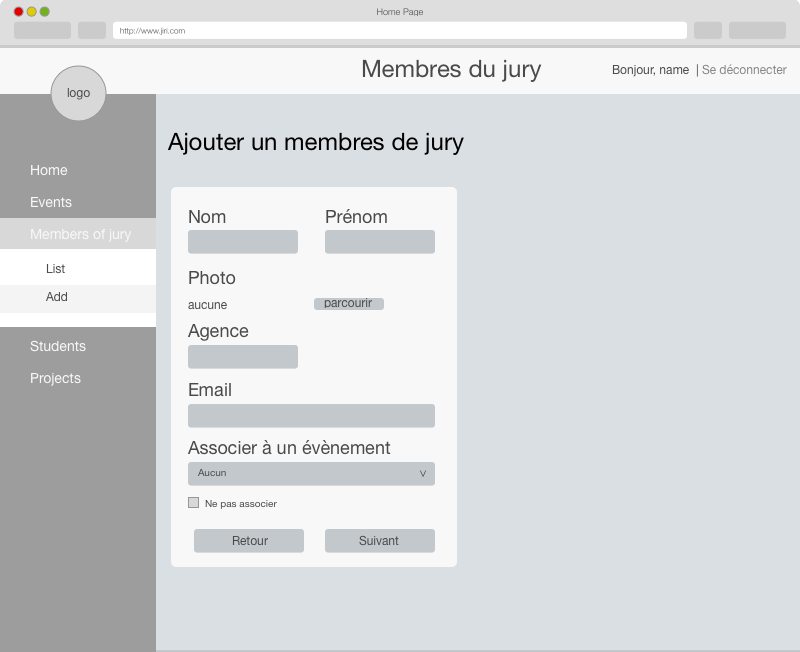 Home Page
http://www.jiri.com
logo
Membres du jury
Bonjour, name | Se déconnecter
Home
Events
Members of jury
List
Add
Students
Projects
Ajouter un membres de jury
Nom Prénom
Photo
aucune parcourir
Agence
Email
Associer à un évènement
Aucun V
Ne pas associer
Retour Suivant